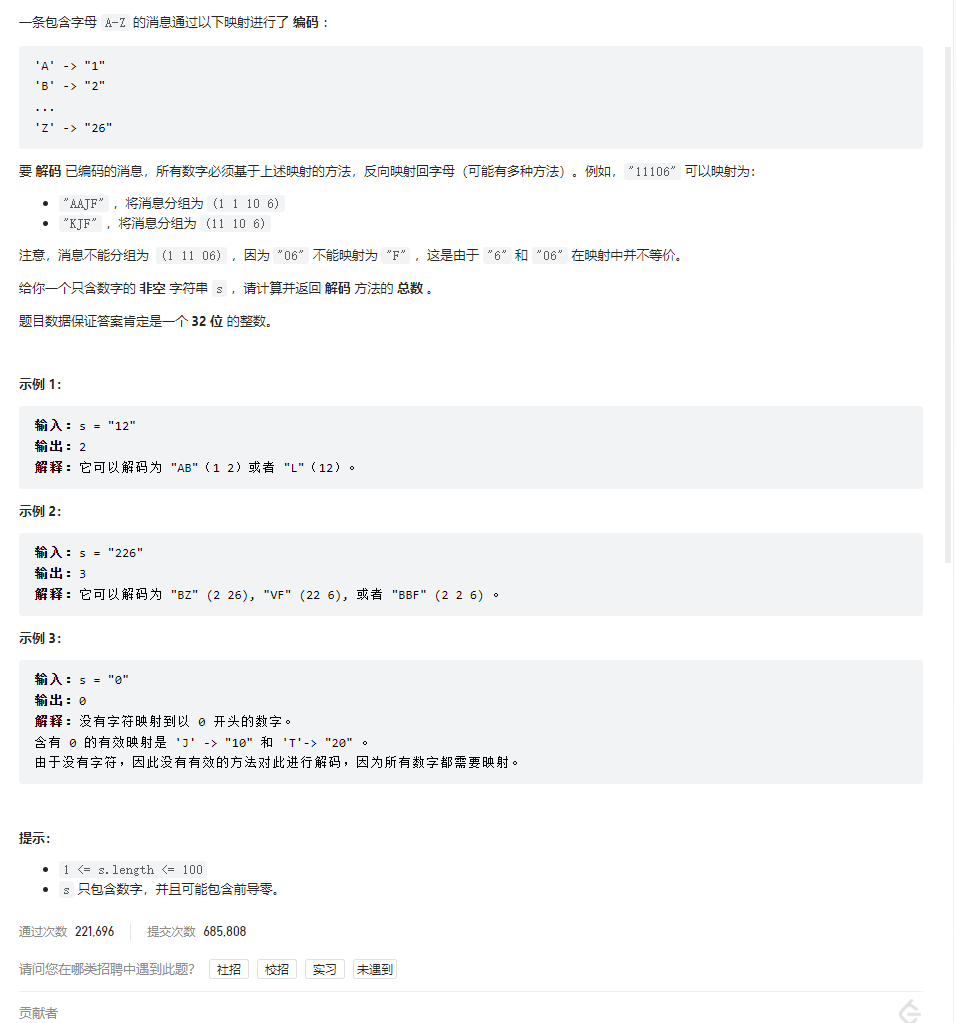 一条包含字母 A-Z 的消息通过以下映射进行了 编码 :
'A' -> "1"
'B' -> "2"
...
'Z' -> "26"
要 解码 已编码的消息，所有数字必须基于上述映射的方法，反向映射回字母（可能有多种方法）。例如，"11106" 可以映射为：
"AAJF" ，将消息分组为 (1 1 10 6)
"KJF" ，将消息分组为 (11 10 6)
注意，消息不能分组为 (1 11 06) ，因为 "06" 不能映射为 "F" ，这是由于 "6" 和 "06" 在映射中并不等价。
给你一个只含数字的 非空 字符串 s ，请计算并返回 解码 方法的 总数 。
题目数据保证答案肯定是一个 32 位 的整数。
示例 1：
输入：s = "12"
输出：2
解释：它可以解码为 "AB"（1 2）或者 "L"（12）。
示例 2：
输入：s = "226"
输出：3
解释：它可以解码为 "BZ" (2 26), "VF" (22 6), 或者 "BBF" (2 2 6) 。
示例 3：
输入：s = "0"
输出：0
解释：没有字符映射到以 0 开头的数字。
含有 0 的有效映射是 'J' -> "10" 和 'T'-> "20" 。
由于没有字符，因此没有有效的方法对此进行解码，因为所有数字都需要映射。
提示：
1 <= s.length <= 100
s 只包含数字，并且可能包含前导零。
通过次数 221,696 提交次数 685,808
请问您在哪类招聘中遇到此题？ 社招 校招 实习 未遇到
贡献者